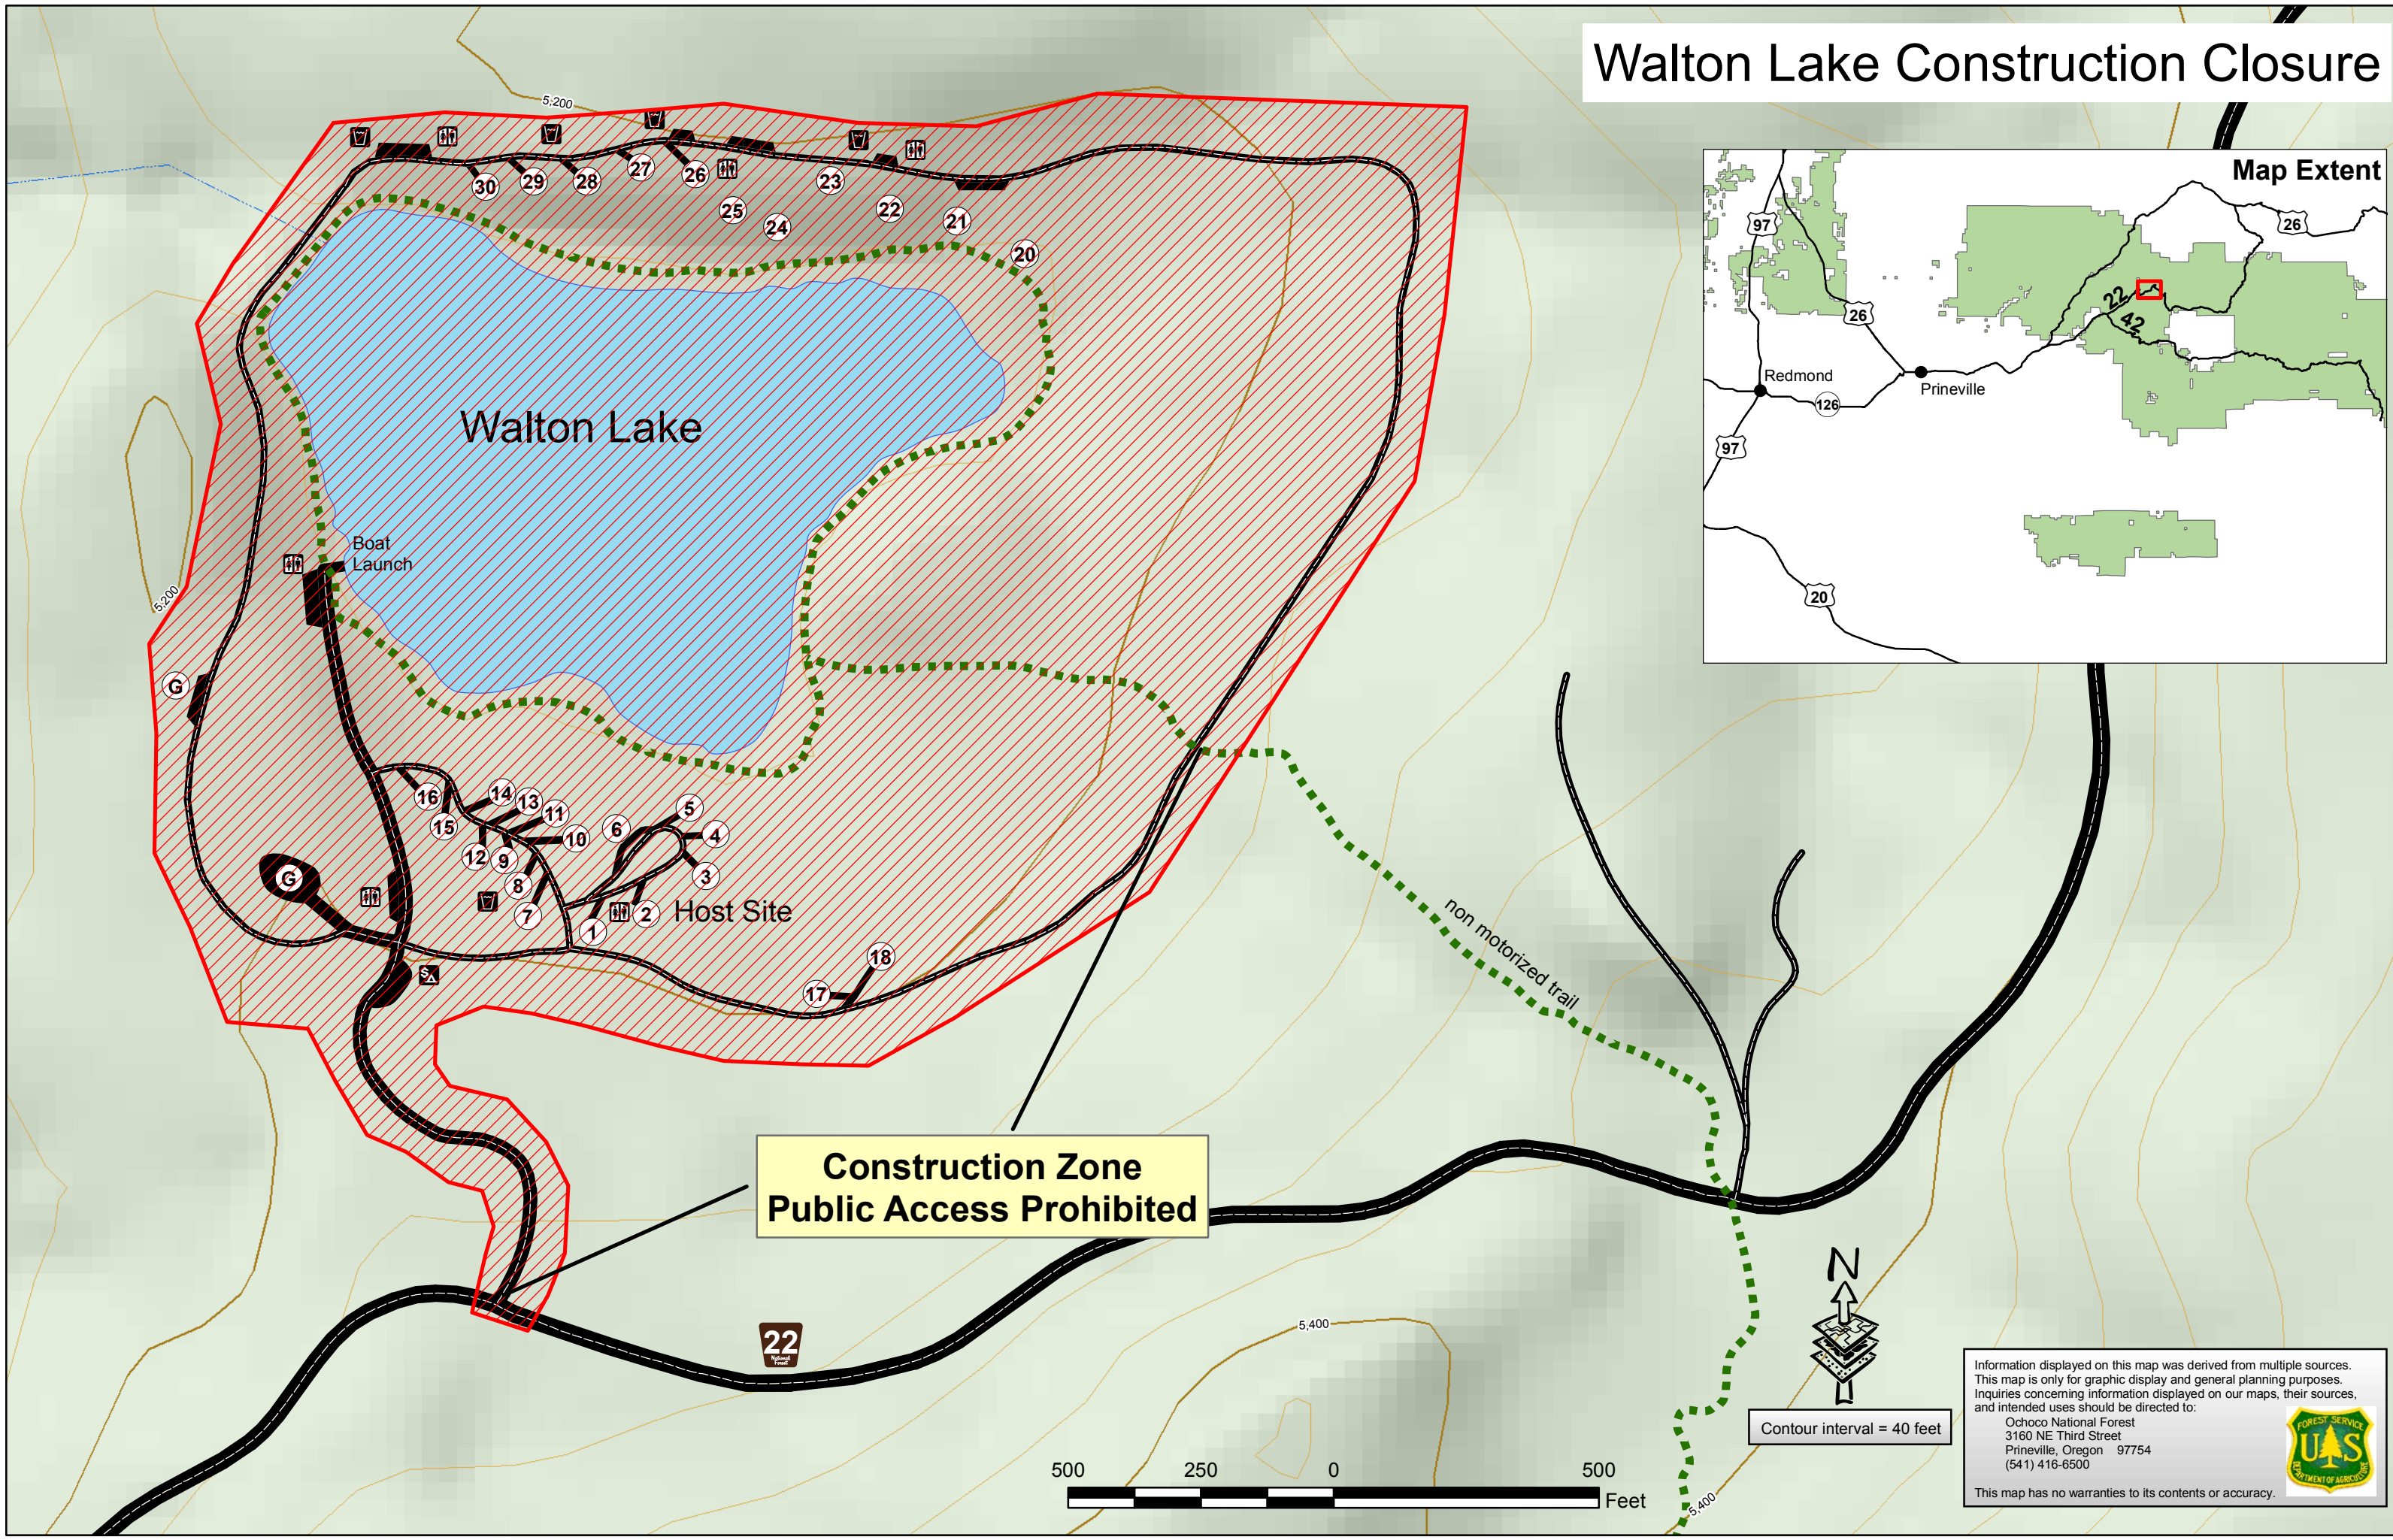 Walton Lake Construction Closure
Map Extent
97
26
26
22
42
Redmond
Prineville
126
97
20
5,200
30
29
28
27
26
25
24
23
22
21
20
Walton Lake
Boat
Launch
5,200
G
16
15
14
13
11
10
12
9
8
7
6
5
4
3
2
1
Host Site
G
18
17
non motorized trail
Construction Zone
Public Access Prohibited
22
National
Forest
5,400
5,400
N
Contour interval = 40 feet
500 250 0 500
Feet
Information displayed on this map was derived from multiple sources.
This map is only for graphic display and general planning purposes.
Inquiries concerning information displayed on our maps, their sources,
and intended uses should be directed to:
Ochoco National Forest
3160 NE Third Street
Prineville, Oregon 97754
(541) 416-6500
This map has no warranties to its contents or accuracy.
FOREST SERVICE
U S
DEPARTMENT OF AGRICULTURE
$